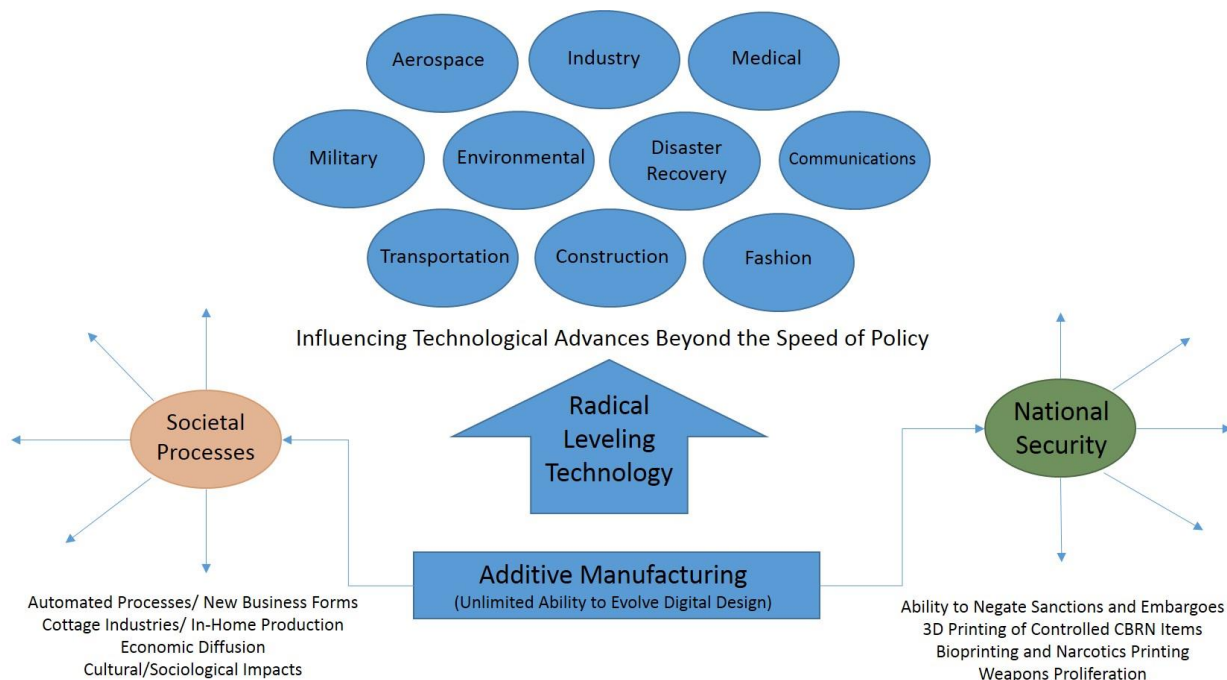 Aerospace
Industry
Medical
Military
Environmental
Disaster
Recovery
Communications
Transportation
Construction
Fashion
Influencing Technological Advances Beyond the Speed of Policy
Radical
Leveling
Technology
Societal
Processes
National
Security
Additive Manufacturing
(Unlimited Ability to Evolve Digital Design)
Automated Processes/ New Business Forms
Cottage Industries/ In-Home Production
Economic Diffusion
Cultural/Sociological Impacts
Ability to Negate Sanctions and Embargoes
3D Printing of Controlled CBRN Items
Bioprinting and Narcotics Printing
Weapons Proliferation